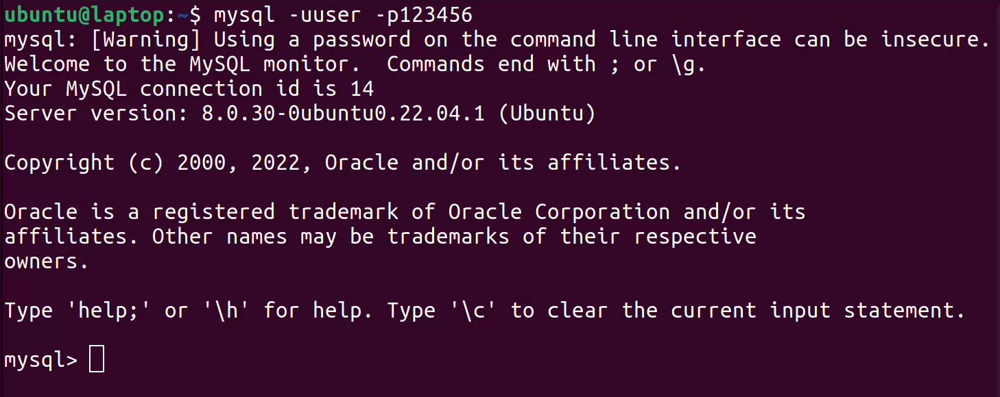 ubuntu@laptop:~$ mysql -uuser -p123456
mysql: [Warning] Using a password on the command line interface can be insecure.
Welcome to the MySQL monitor.  Commands end with ; or \g.
Your MySQL connection id is 14
Server version: 8.0.30-0ubuntu0.22.04.1 (Ubuntu)
Copyright (c) 2000, 2022, Oracle and/or its affiliates.
Oracle is a registered trademark of Oracle Corporation and/or its
affiliates. Other names may be trademarks of their respective
owners.
Type 'help;' or '\h' for help. Type '\c' to clear the current input statement.
mysql>